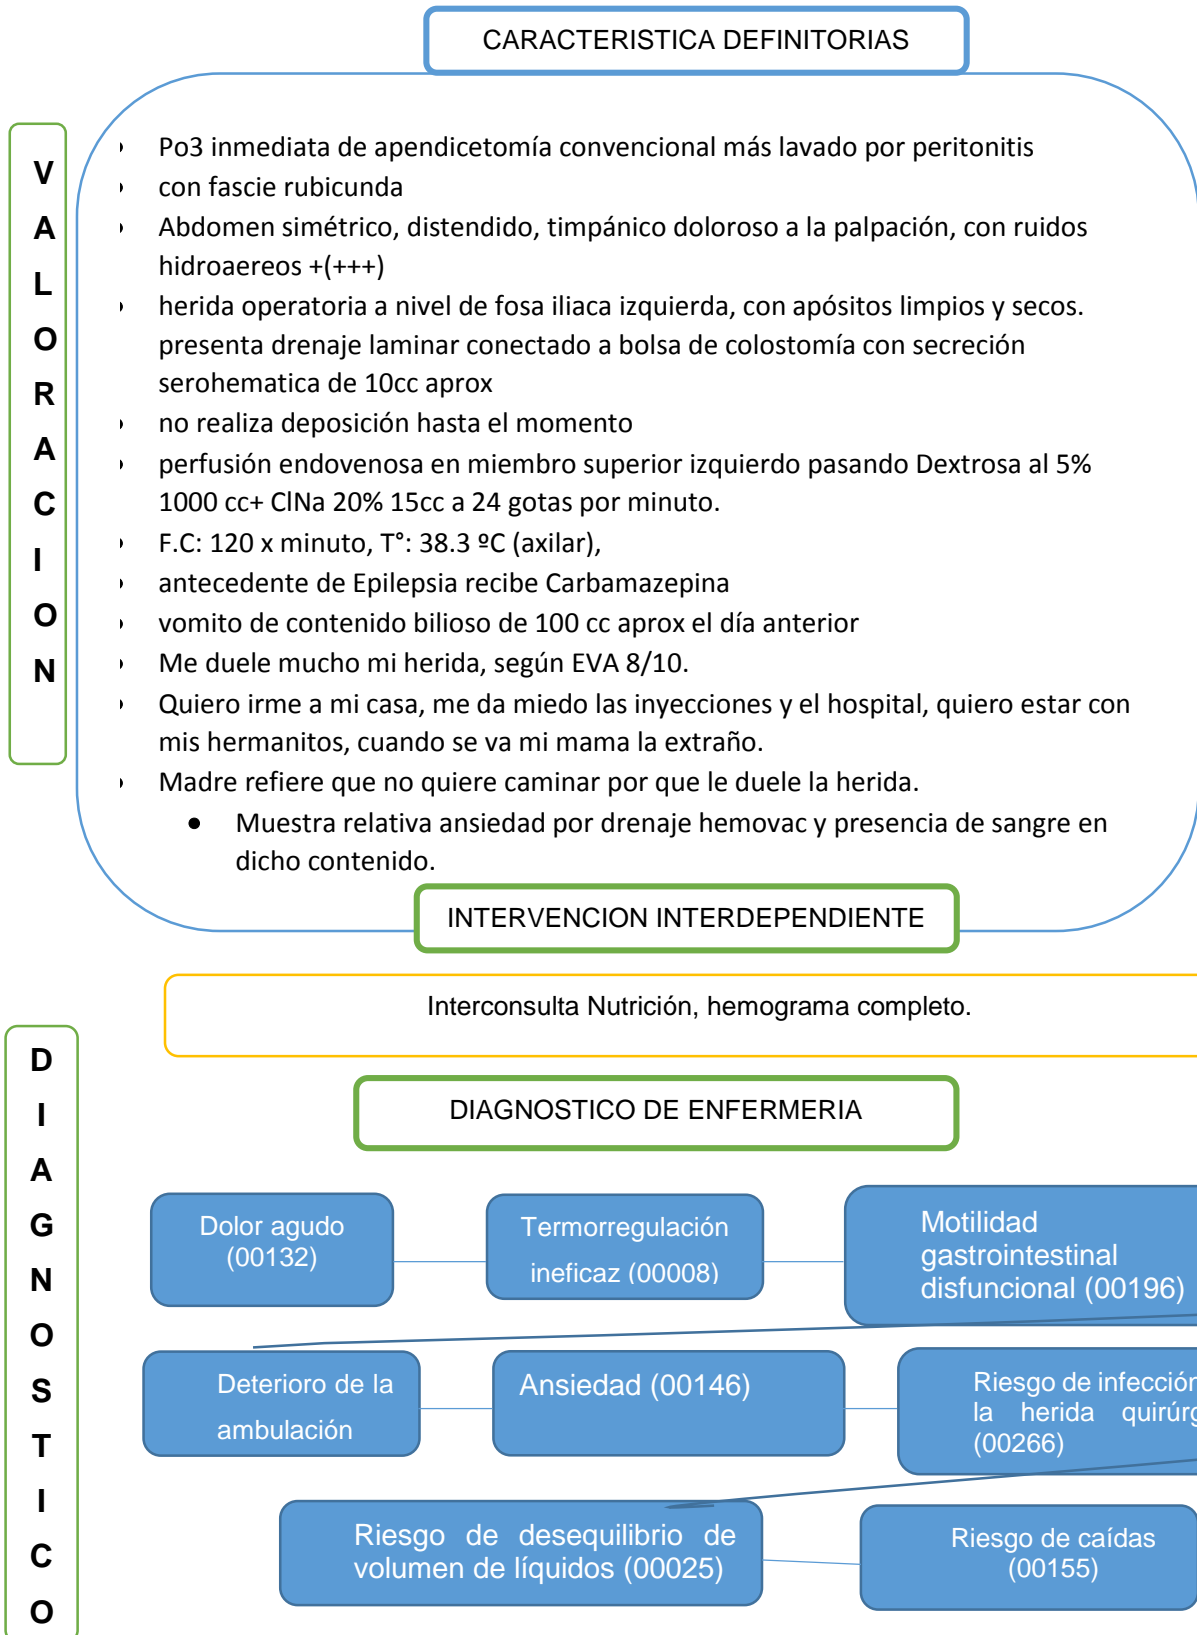 CARACTERISTICA DEFINITORIAS
VALORACION
Po3 inmediata de apendicetomía convencional más lavado por peritonitis
con fascie rubicunda
Abdomen simétrico, distendido, timpánico doloroso a la palpación, con ruidos
hidroaereos +(+++)
herida operatoria a nivel de fosa iliaca izquierda, con apósitos limpios y secos.
presenta drenaje laminar conectado a bolsa de colostomía con secreción
serohematica de 10cc aprox
no realiza deposición hasta el momento
perfusión endovenosa en miembro superior izquierdo pasando Dextrosa al 5%
1000 cc+ ClNa 20% 15cc a 24 gotas por minuto.
F.C: 120 x minuto, T°: 38.3 ºC (axilar),
antecedente de Epilepsia recibe Carbamazepina
vomito de contenido bilioso de 100 cc aprox el día anterior
Me duele mucho mi herida, según EVA 8/10.
Quiero irme a mi casa, me da miedo las inyecciones y el hospital, quiero estar con
mis hermanitos, cuando se va mi mama la extraño.
Madre refiere que no quiere caminar por que le duele la herida.
• Muestra relativa ansiedad por drenaje hemovac y presencia de sangre en
dicho contenido.
INTERVENCION INTERDEPENDIENTE
Interconsulta Nutrición, hemograma completo.
DIAGNOSTICO
DIAGNOSTICO DE ENFERMERIA
Dolor agudo
(00132)
Termorregulación
ineficaz (00008)
Motilidad
gastrointestinal
disfuncional (00196)
Deterioro de la
ambulación
Ansiedad (00146)
Riesgo de infección
la herida quirúrg
(00266)
Riesgo de desequilibrio de
volumen de líquidos (00025)
Riesgo de caídas
(00155)